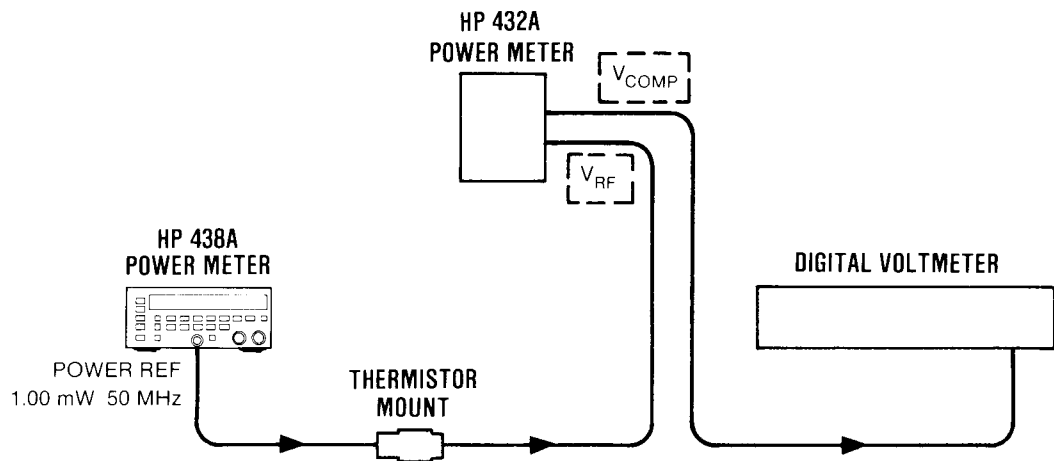 HP 432A
POWER METER
VCOMP
VRF
HP 438A
POWER METER
DIGITAL VOLTMETER
POWER REF
1.00 mW 50 MHz
THERMISTOR
MOUNT